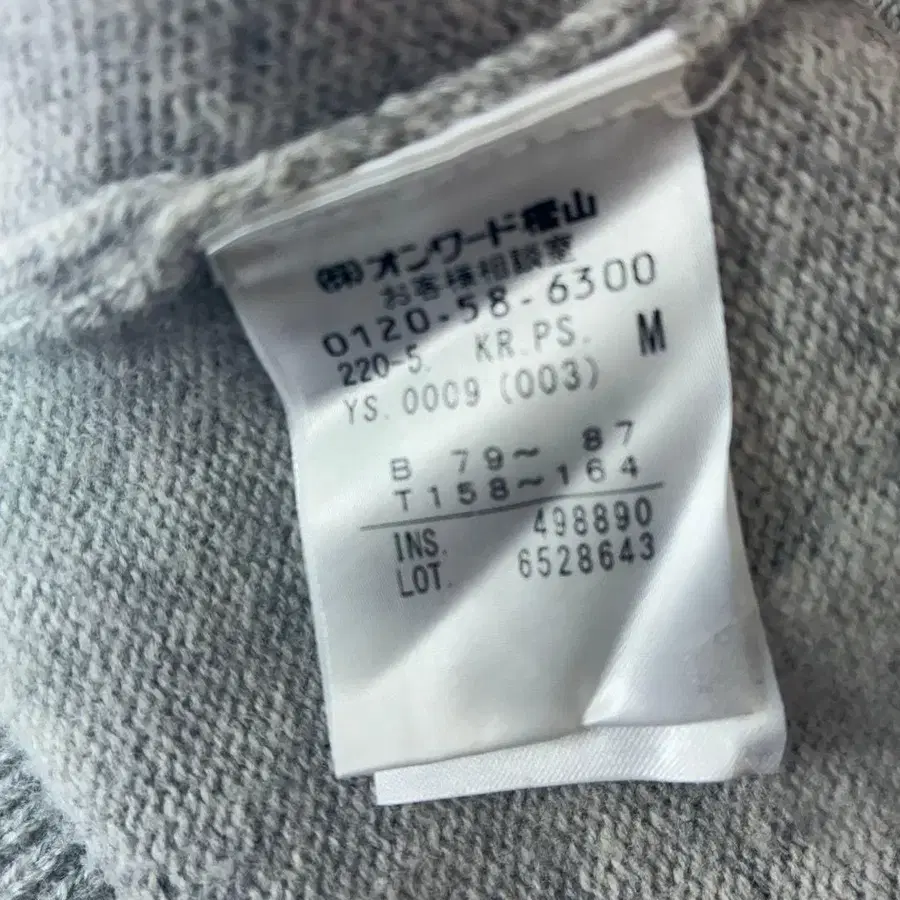 ㈱オンワード樫山
お客様相談室
0120-58-6300
220-5. KR.PS. M
YS.0009 (003)
B 79~ 87
T158~164
INS. 498890
LOT. 6528643